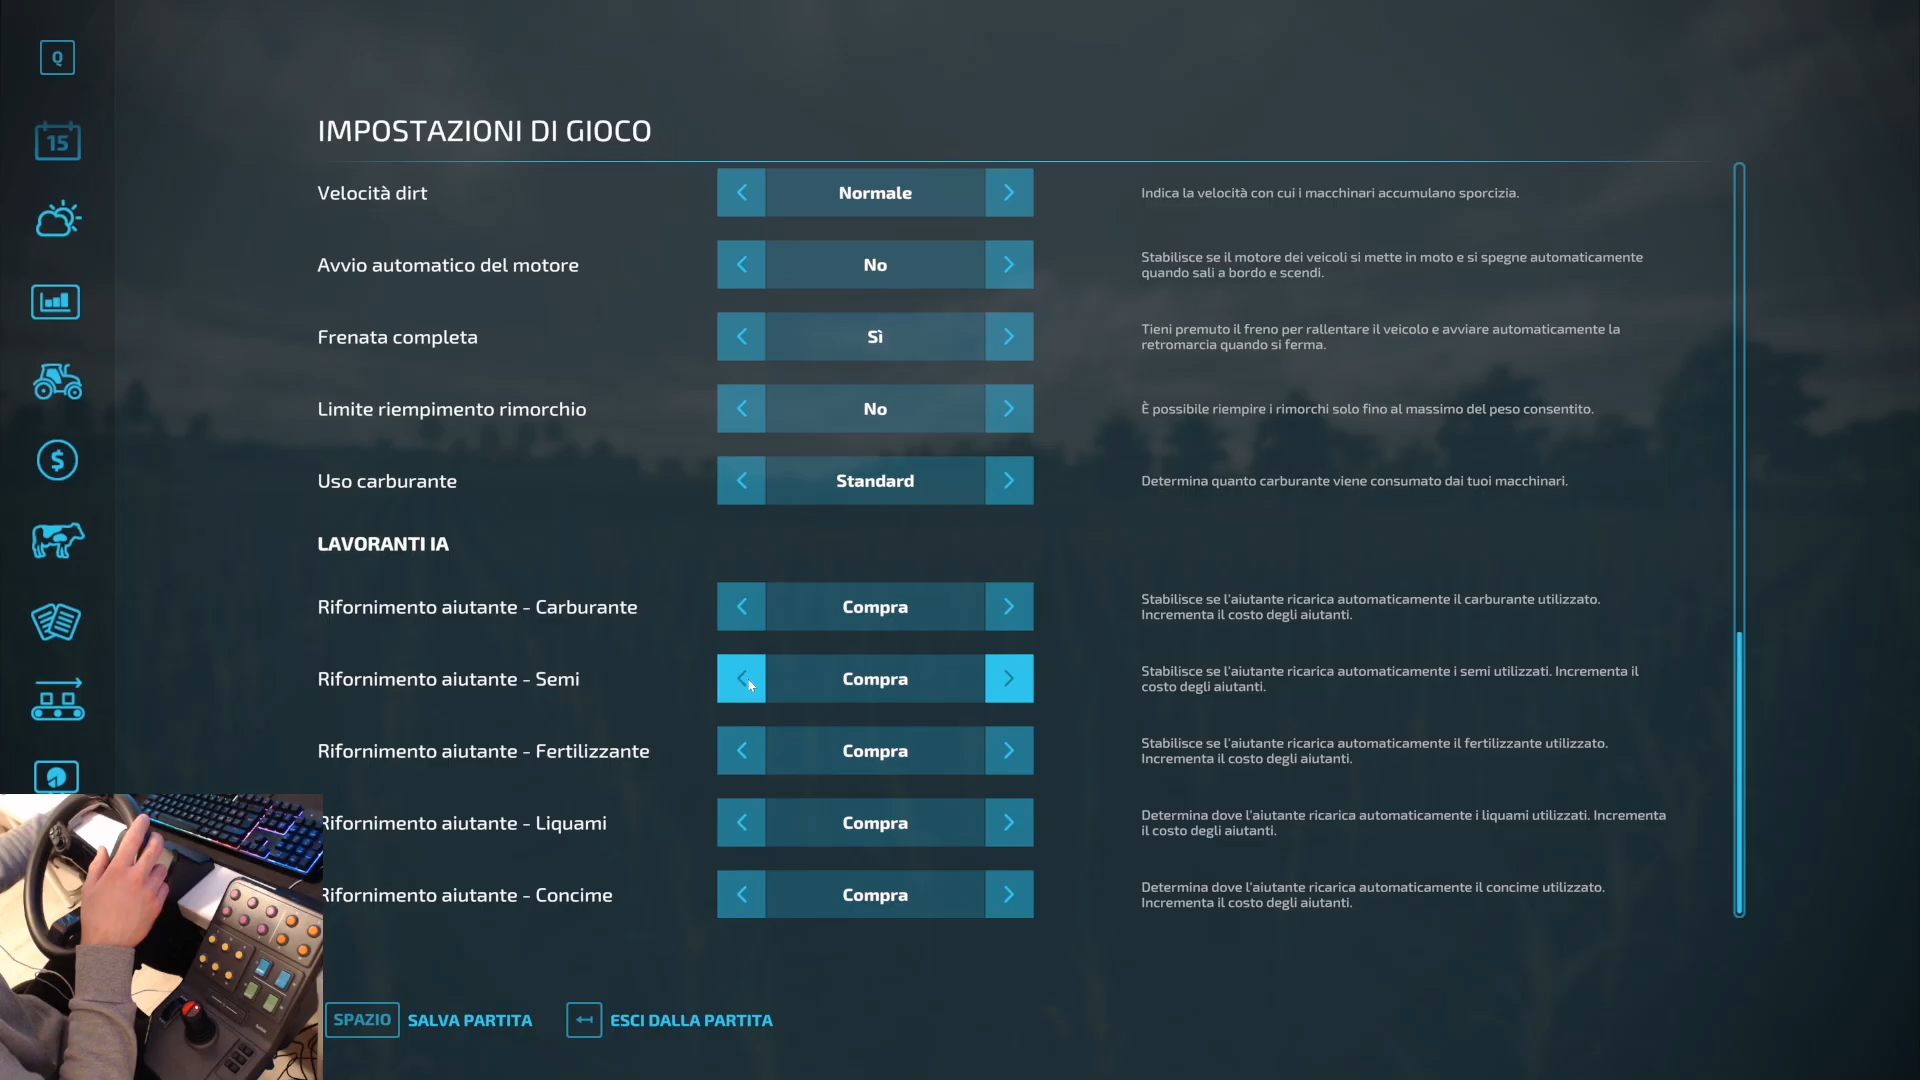 Q
15
IMPOSTAZIONI DI GIOCO
Velocità dirt
Normale
Indica la velocità con cui i macchinari accumulano sporcizia.
Avvio automatico del motore
No
Stabilisce se il motore dei veicoli si mette in moto e si spegne automaticamente
quando sali a bordo e scendi.
Frenata completa
Sì
Tieni premuto il freno per rallentare il veicolo e avviare automaticamente la
retromarcia quando si ferma.
Limite riempimento rimorchio
No
È possibile riempire i rimorchi solo fino al massimo del peso consentito.
Uso carburante
Standard
Determina quanto carburante viene consumato dai tuoi macchinari.
LAVORANTI IA
Rifornimento aiutante - Carburante
Compra
Stabilisce se l'aiutante ricarica automaticamente il carburante utilizzato.
Incrementa il costo degli aiutanti.
Rifornimento aiutante - Semi
Compra
Stabilisce se l'aiutante ricarica automaticamente i semi utilizzati. Incrementa il
costo degli aiutanti.
Rifornimento aiutante - Fertilizzante
Compra
Stabilisce se l'aiutante ricarica automaticamente il fertilizzante utilizzato.
Incrementa il costo degli aiutanti.
Rifornimento aiutante - Liquami
Compra
Determina dove l'aiutante ricarica automaticamente i liquami utilizzati. Incrementa
il costo degli aiutanti.
Rifornimento aiutante - Concime
Compra
Determina dove l'aiutante ricarica automaticamente il concime utilizzato.
Incrementa il costo degli aiutanti.
SPAZIO SALVA PARTITA
ESCI DALLA PARTITA